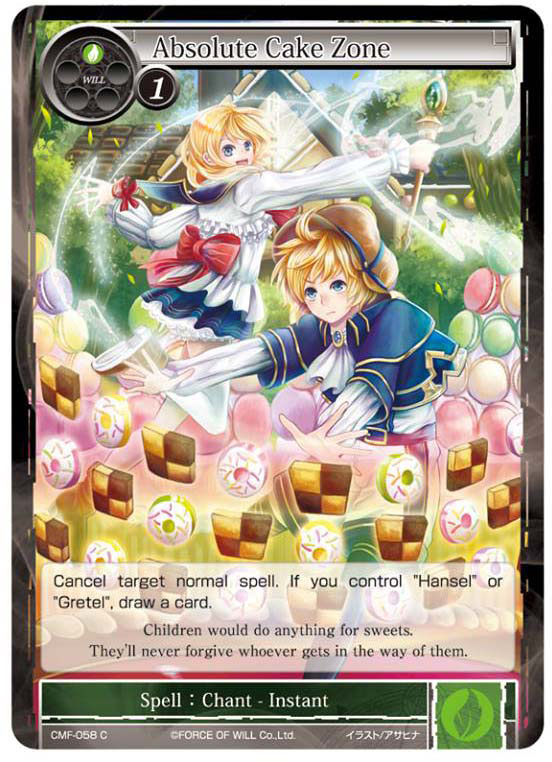 Absolute Cake Zone
WILL
1
Cancel target normal spell. If you control "Hansel" or
"Gretel", draw a card.
Children would do anything for sweets.
They'll never forgive whoever gets in the way of them.
Spell : Chant - Instant
CMF-058 C ©FORCE OF WILL Co.,Ltd. イラスト/アサヒナ